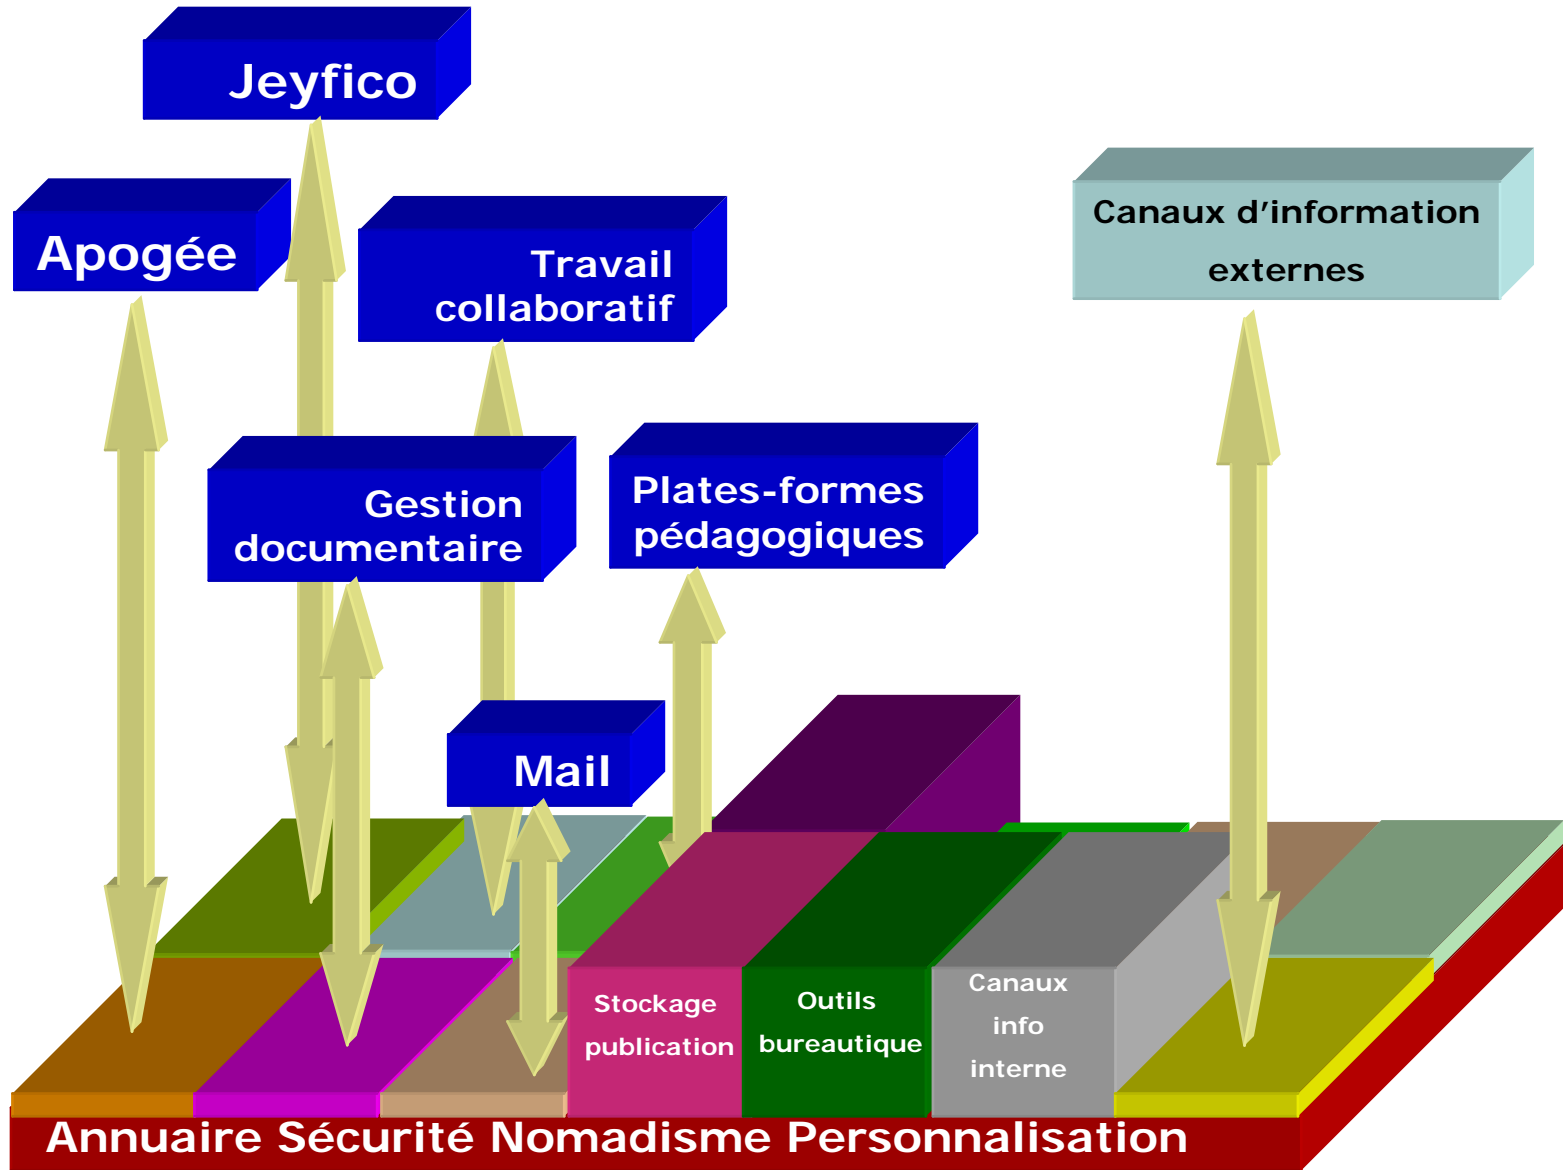 Jeyfico
Apogée
Travail
collaboratif
Canaux d’information
externes
Gestion
documentaire
Plates-formes
pédagogiques
Mail
Stockage
publication
Outils
bureautique
Canaux
info
interne
Annuaire Sécurité Nomadisme Personnalisation